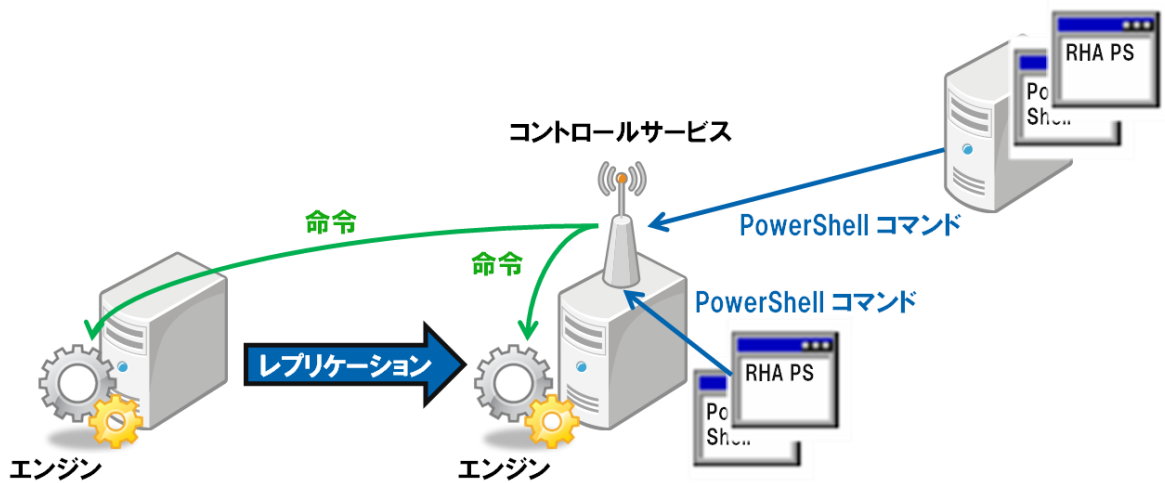 RHA PS
Po
Shell
コントロールサービス
PowerShell コマンド
命令
命令
PowerShell コマンド
レプリケーション
RHA PS
Po
エンジン
エンジン